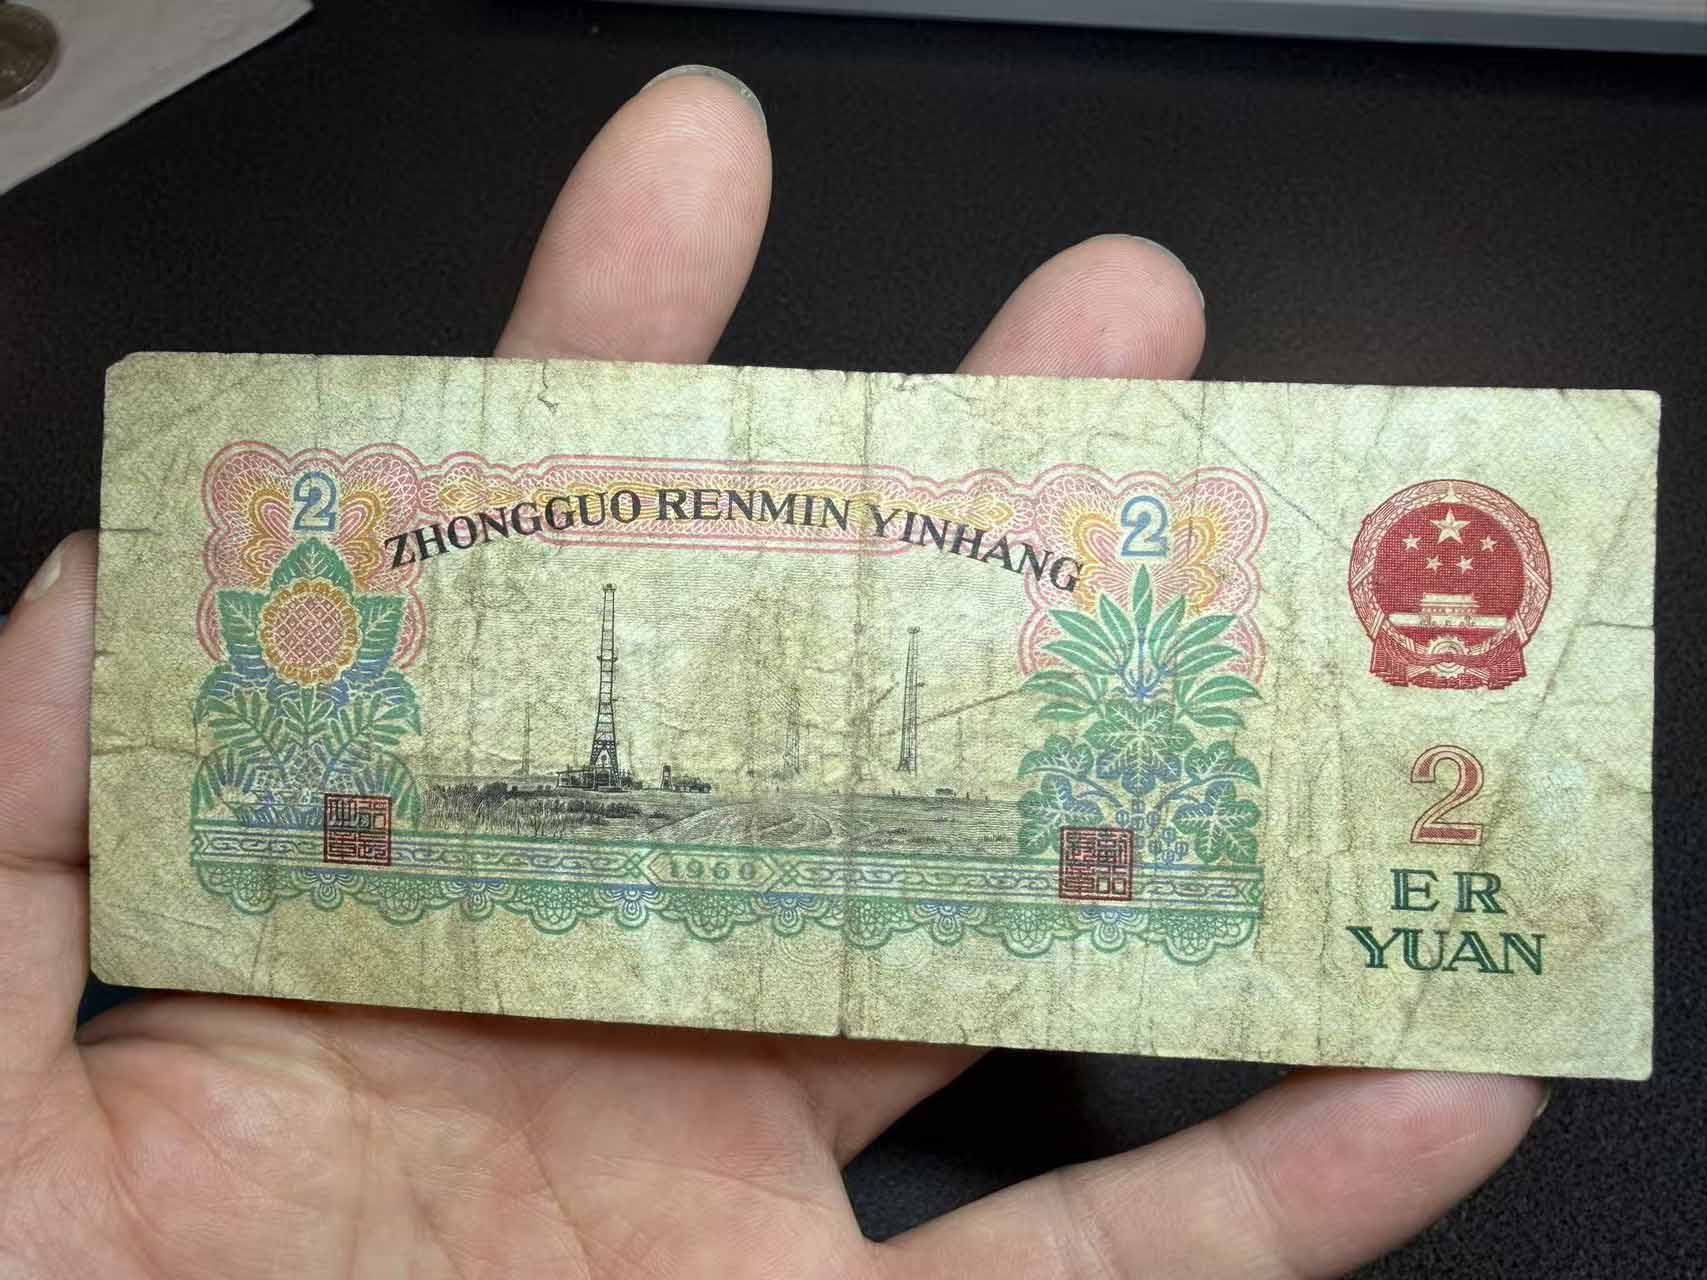 2
2
ZHONGGUO RENMIN YINHANG
1960
2
ER
YUAN